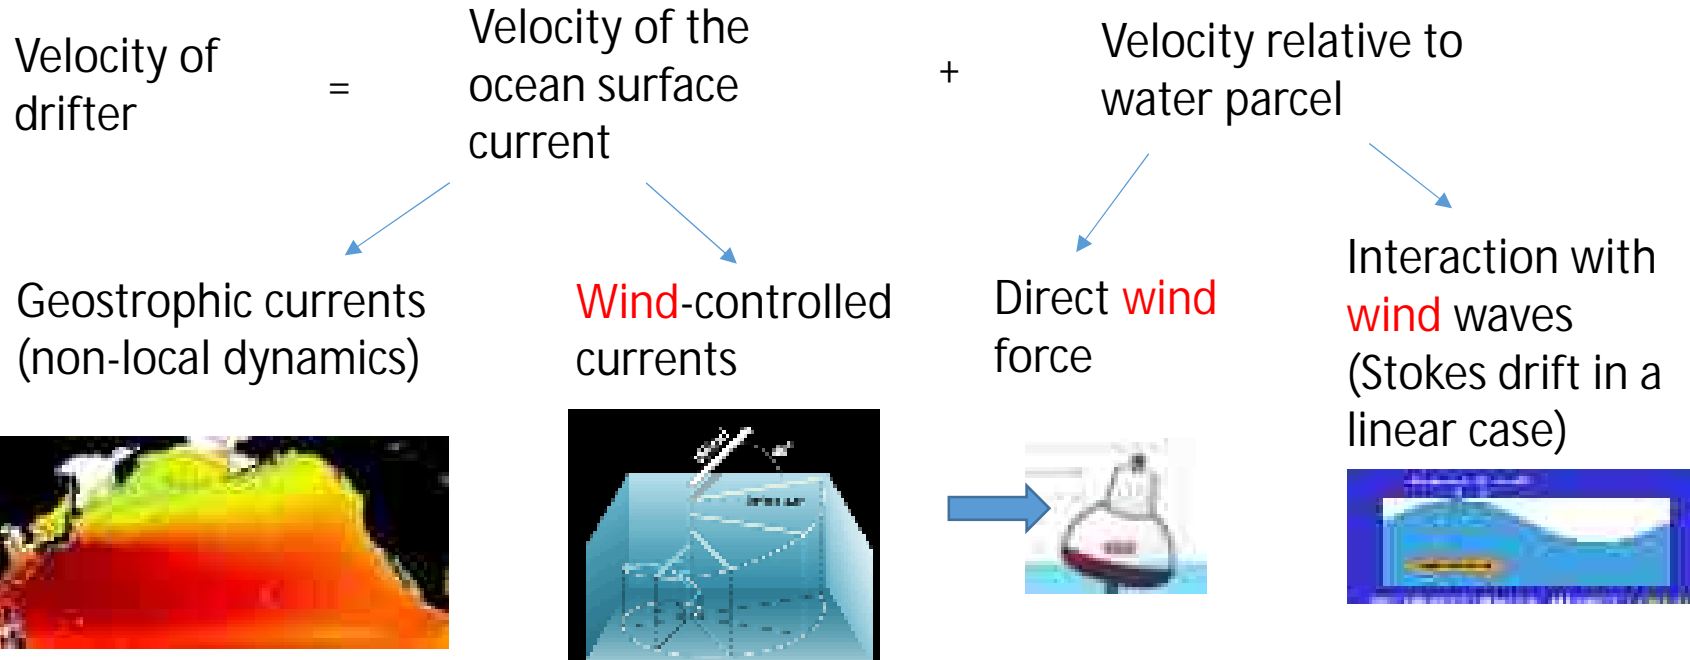 Velocity of
drifter
=
Velocity of the
ocean surface
current
+
Velocity relative to
water parcel
Geostrophic currents
(non-local dynamics)
Wind-controlled
currents
Direct wind
force
Interaction with
wind waves
(Stokes drift in a
linear case)